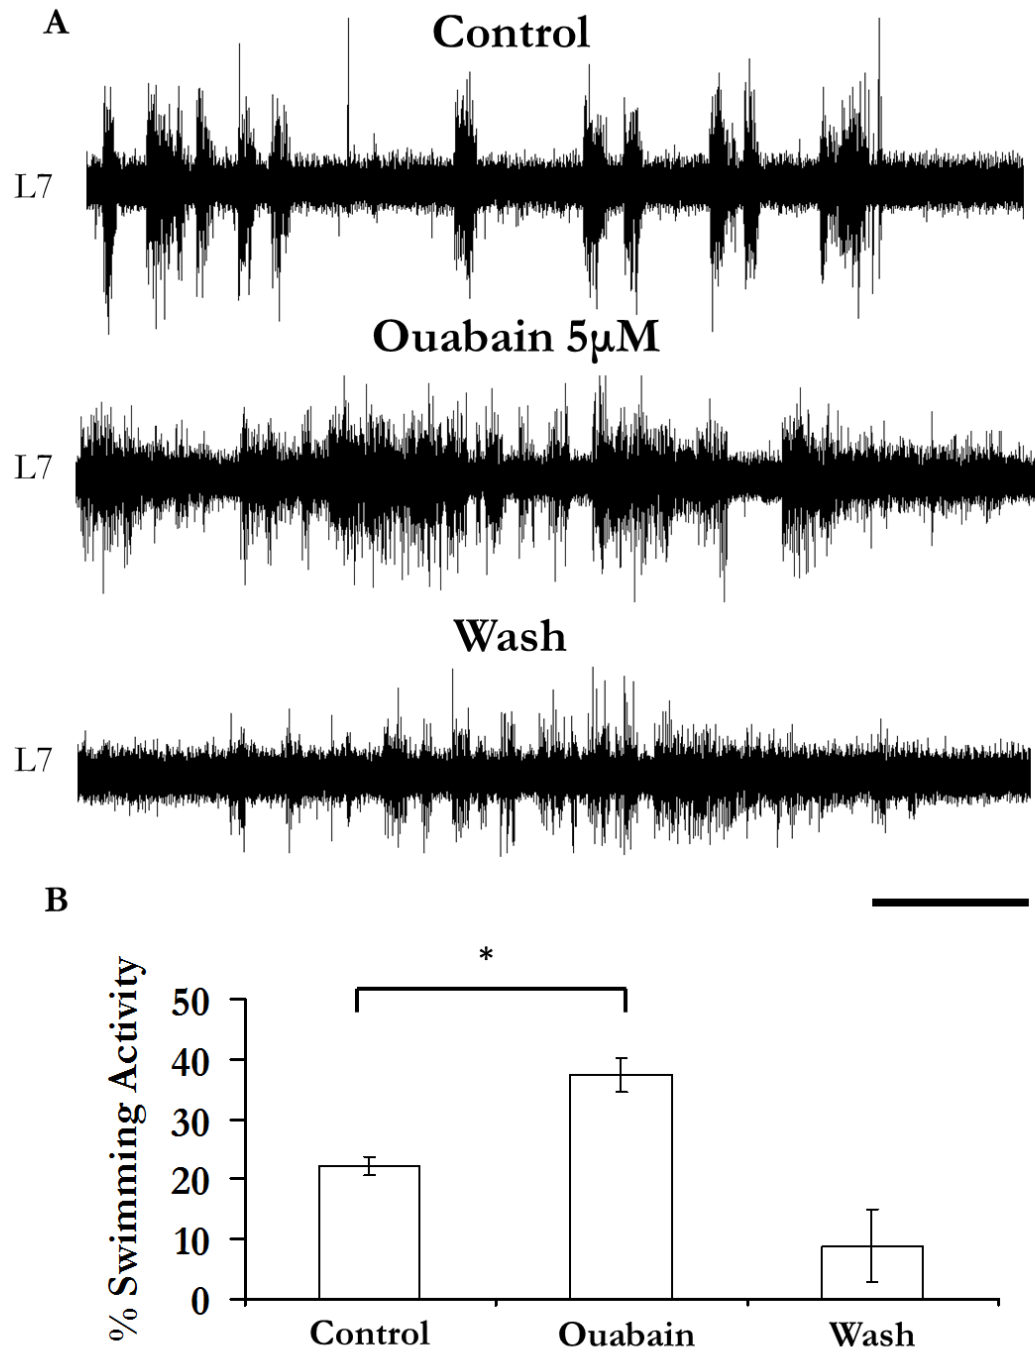 A
Control
L7
Ouabain 5µM
L7
Wash
L7
B
*
% Swimming Activity
50
40
30
20
10
0
Control
Ouabain
Wash